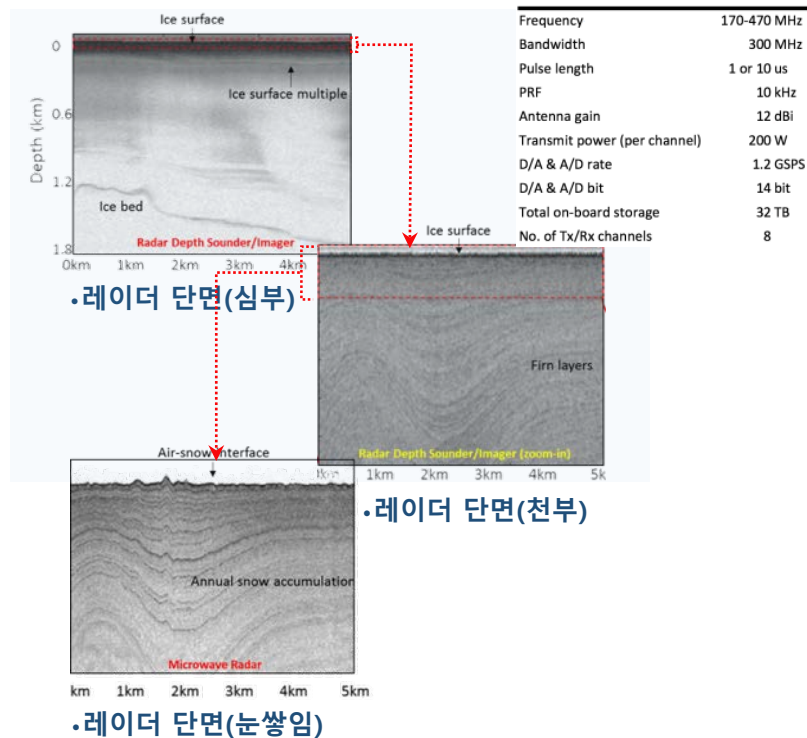 Ice surface
0
Ice surface multiple
0.6
Depth (km)
1.2
Ice bed
Radar Depth Sounder/Imager
1.8
0km 1km 2km 3km 4km
•레이더 단면(심부)
Frequency 170-470 MHz
Bandwidth 300 MHz
Pulse length 1 or 10 us
PRF 10 kHz
Antenna gain 12 dBi
Transmit power (per channel) 200 W
D/A & A/D rate 1.2 GSPS
D/A & A/D bit 14 bit
Total on-board storage 32 TB
No. of Tx/Rx channels 8
Ice surface
Firn layers
Radar Depth Sounder/Imager (zoom-in)
km 1km 2km 3km 4km 5k
•레이더 단면(천부)
Air-snow interface
Annual snow accumulation
Microwave Radar
km 1km 2km 3km 4km 5km
•레이더 단면(눈쌓임)